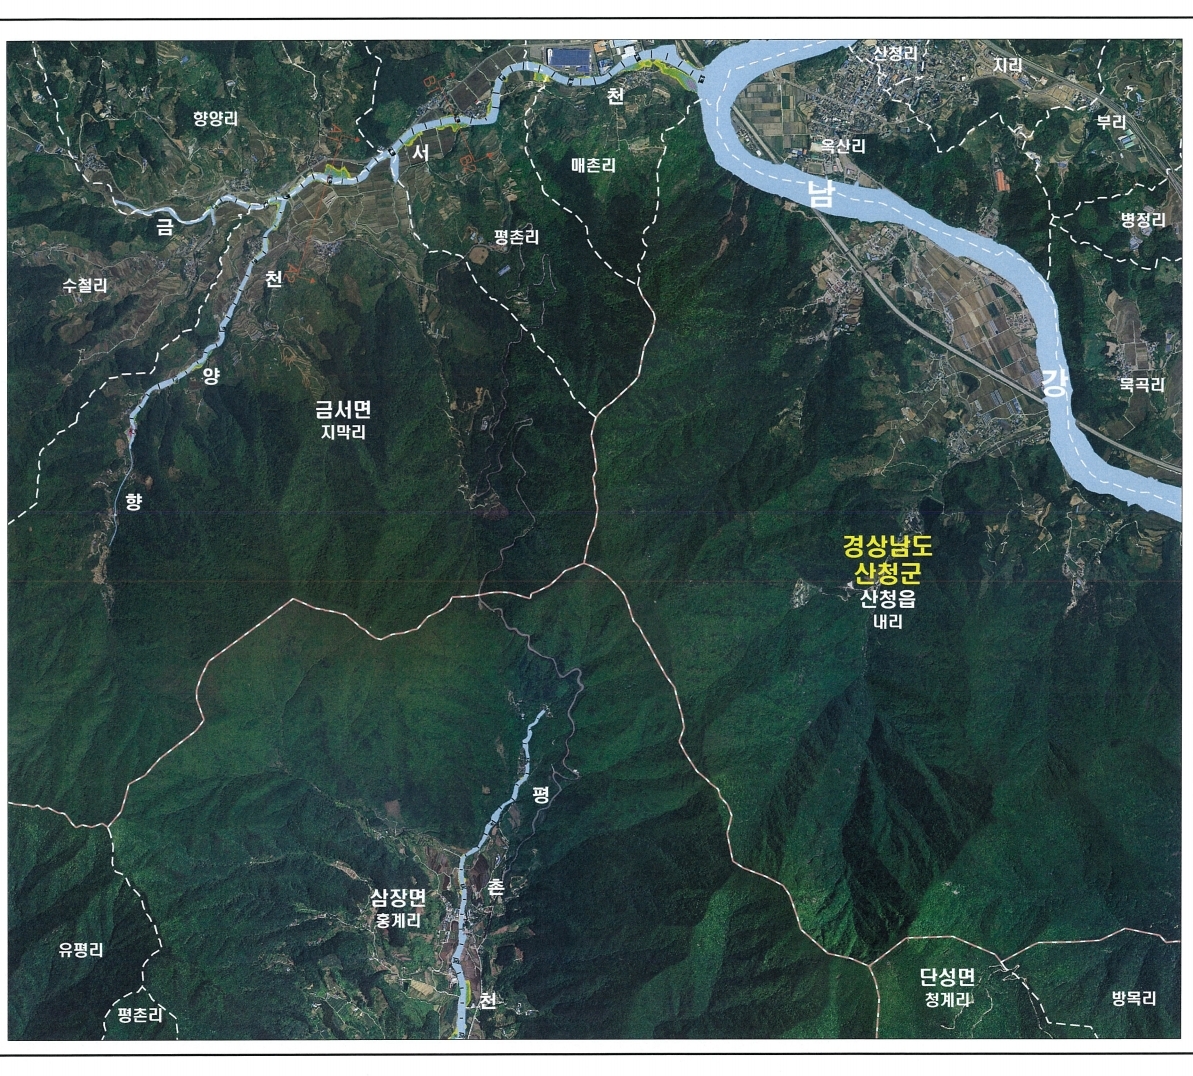 산청리
지리
천
향양리
부리
옥산리
서
매촌리
남
병정리
금
평촌리
천
수철리
양
강
묵곡리
금서면
지막리
향
경상남도
산청군
산청읍
내리
평
촌
삼장면
홍계리
유평리
단성면
청계리
방목리
천
평촌리